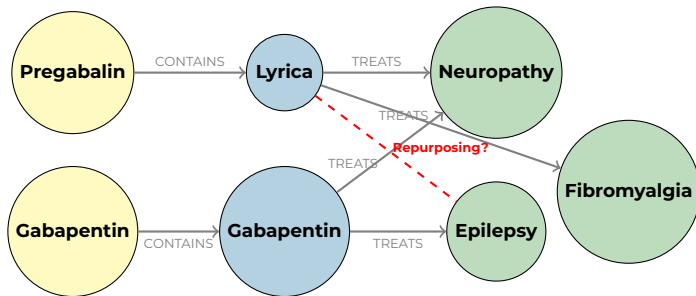 Pregabalin
CONTAINS
Lyrica
TREATS
Neuropathy
TREATS
Repurposing?
TREATS
Fibromyalgia
Gabapentin
CONTAINS
Gabapentin
TREATS
Epilepsy